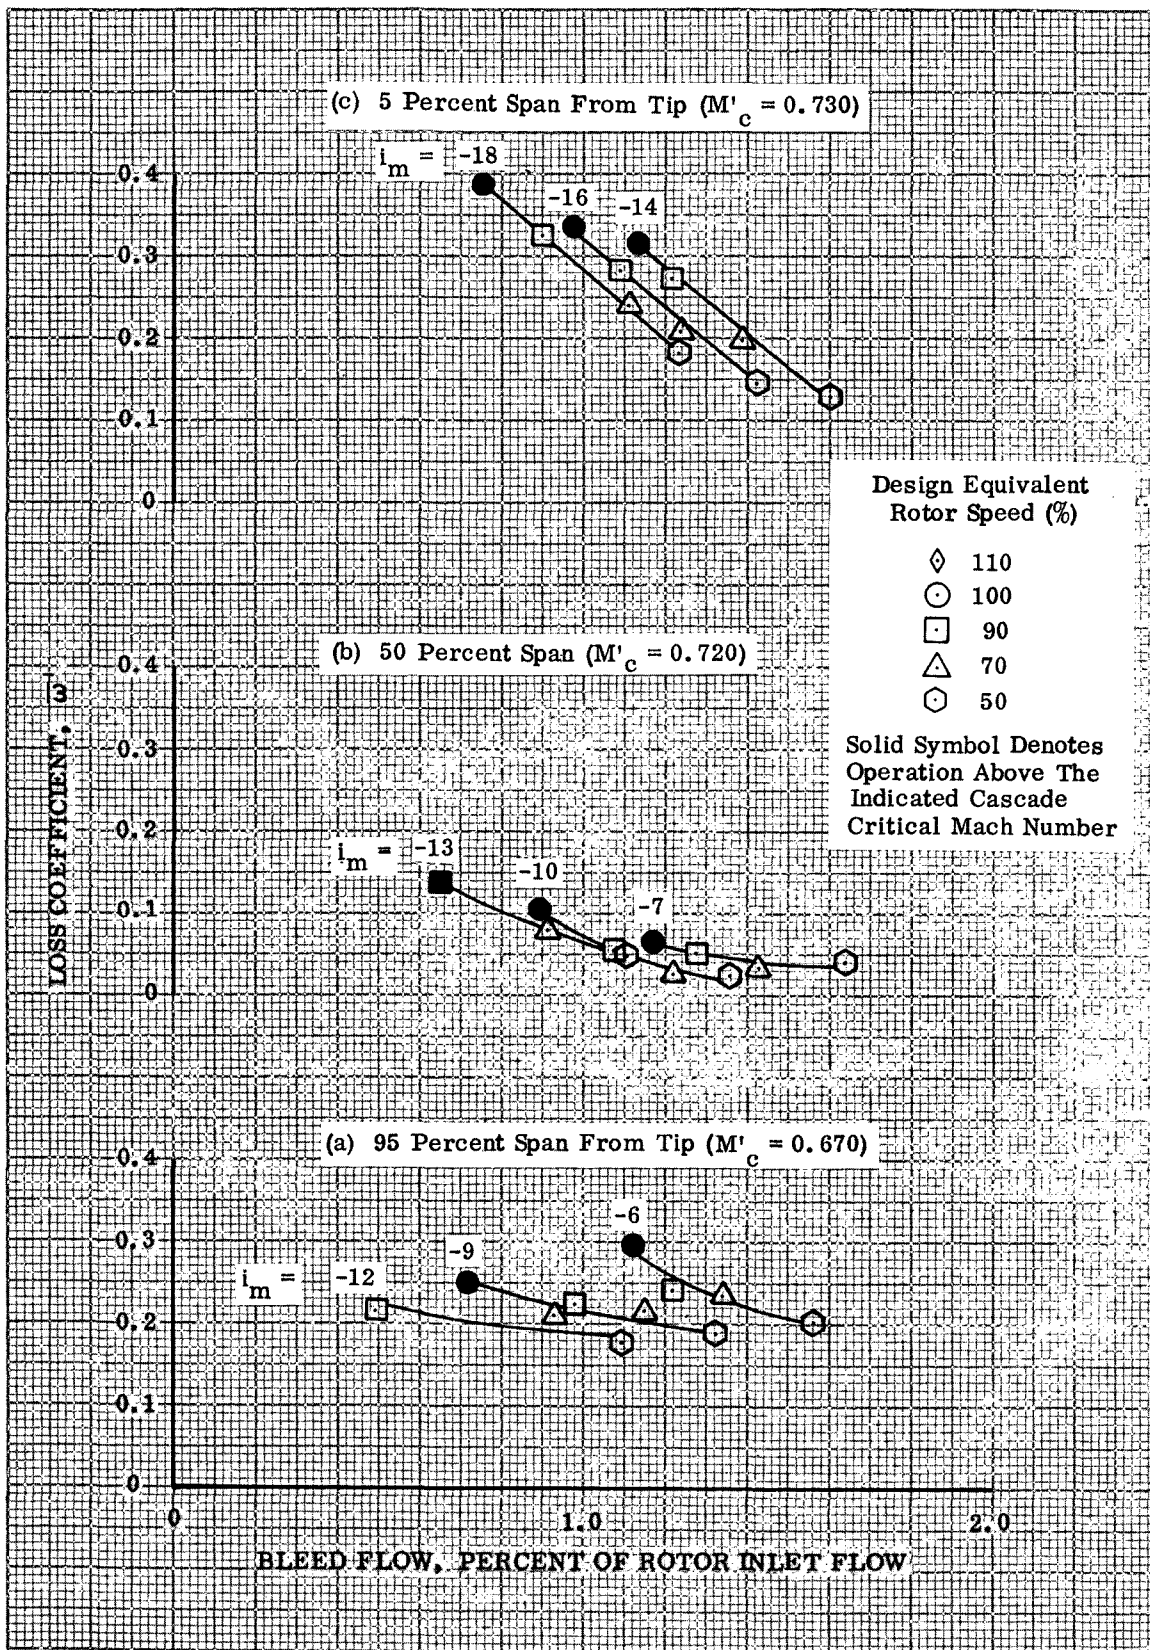 (c) 5 Percent Span From Tip (M'c = 0.730)
im = -18
-16
-14
0.4
0.3
0.2
0.1
0
Design Equivalent
Rotor Speed (%)
110
100
90
70
50
Solid Symbol Denotes
Operation Above The
Indicated Cascade
Critical Mach Number
(b) 50 Percent Span (M'c = 0.720)
0.4
0.3
0.2
0.1
0
im = -13
-10
-7
LOSS COEFFICIENT, ω̄'
(a) 95 Percent Span From Tip (M'c = 0.670)
0.4
0.3
0.2
0.1
0
im = -12
-9
-6
0
1.0
2.0
BLEED FLOW, PERCENT OF ROTOR INLET FLOW